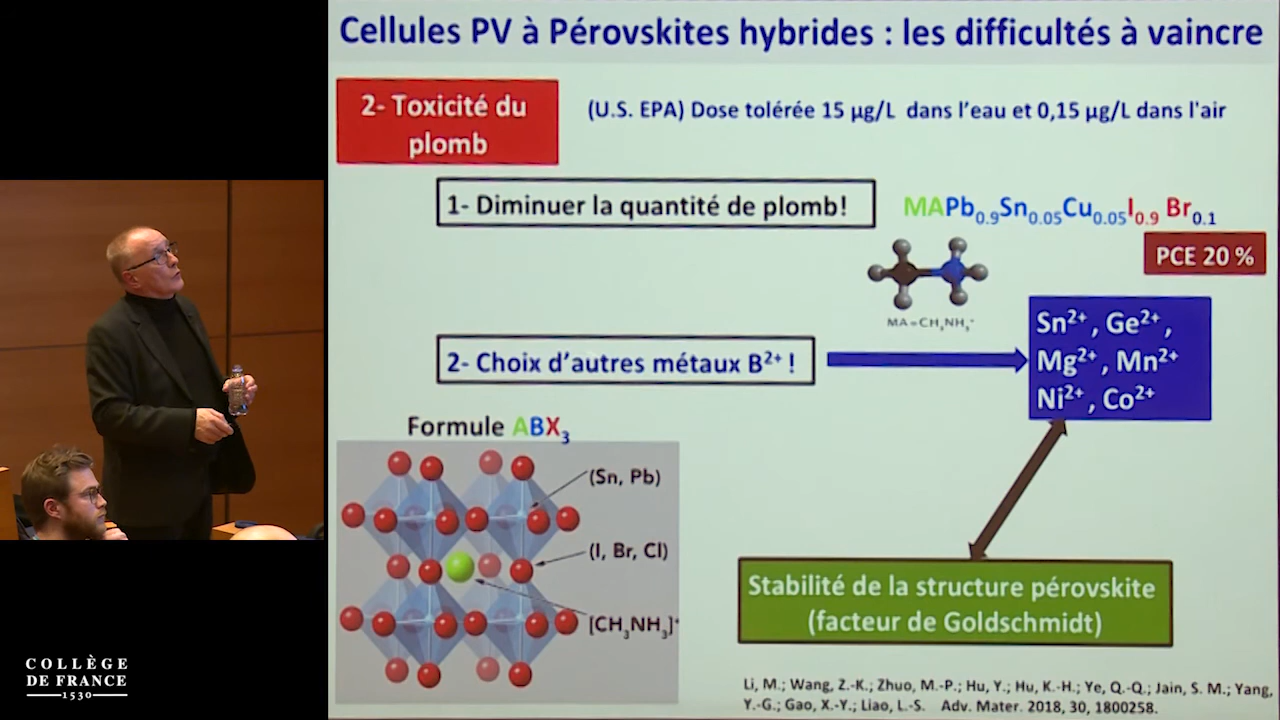 Cellules PV à Pérovskites hybrides : les difficultés à vaincre
2- Toxicité du
plomb
(U.S. EPA) Dose tolérée 15 µg/L dans l'eau et 0,15 µg/L dans l'air
1- Diminuer la quantité de plomb!
MAPb0.9Sn0.05Cu0.05I0.9 Br0.1
PCE 20 %
MA=CH3NH3+
2- Choix d'autres métaux B2+ !
Sn2+ , Ge2+ ,
Mg2+ , Mn2+
Ni2+ , Co2+
Formule ABX3
(Sn, Pb)
(I, Br, Cl)
[CH3NH3]+
Stabilité de la structure pérovskite
(facteur de Goldschmidt)
Li, M.; Wang, Z.-K.; Zhuo, M.-P.; Hu, Y.; Hu, K.-H.; Ye, Q.-Q.; Jain, S. M.; Yang,
Y.-G.; Gao, X.-Y.; Liao, L.-S. Adv. Mater. 2018, 30, 1800258.
COLLÈGE
DE FRANCE
1530